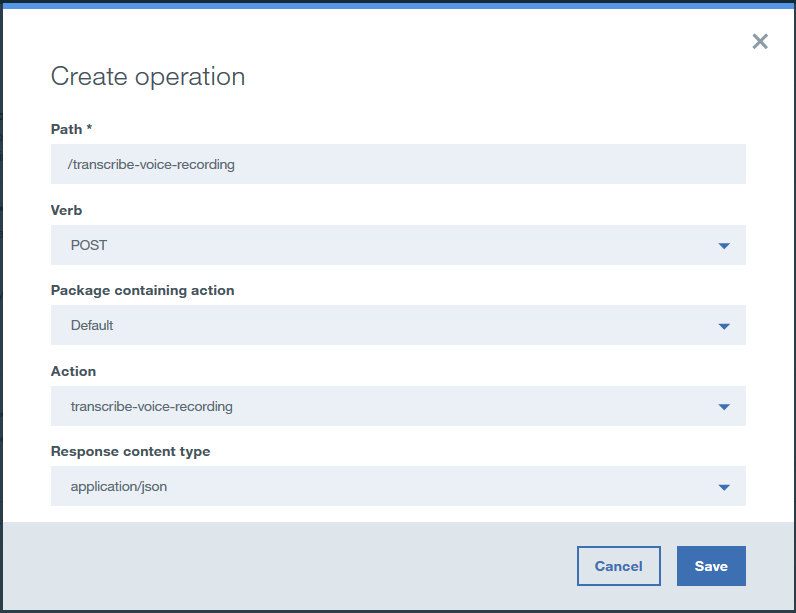 Create operation
Path *
/transcribe-voice-recording
Verb
POST
Package containing action
Default
Action
transcribe-voice-recording
Response content type
application/json
Cancel
Save